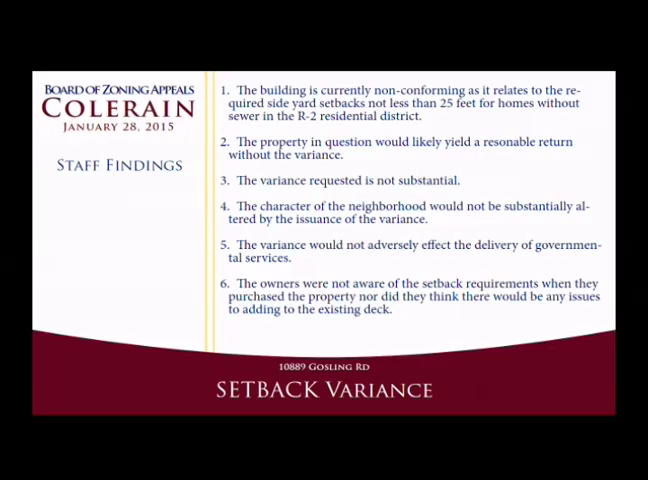 BOARD OF ZONING APPEALS
COLERAIN
JANUARY 28, 2015
STAFF FINDINGS
1. The building is currently non-conforming as it relates to the re-
quired side yard setbacks not less than 25 feet for homes without
sewer in the R-2 residential district.
2. The property in question would likely yield a resonable return
without the variance.
3. The variance requested is not substantial.
4. The character of the neighborhood would not be substantially al-
tered by the issuance of the variance.
5. The variance would not adversely effect the delivery of governmen-
tal services.
6. The owners were not aware of the setback requirements when they
purchased the property nor did they think there would be any issues
to adding to the existing deck.
10889 GOSLING RD
SETBACK VARIANCE